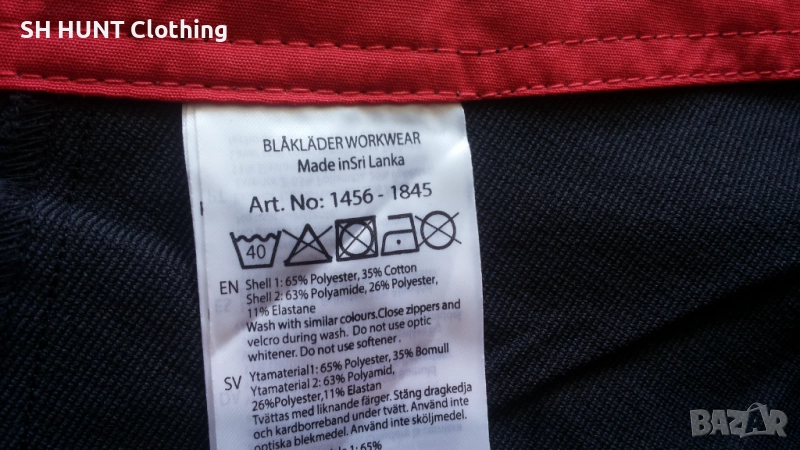 SH HUNT Clothing
BLÅKLÄDER WORKWEAR
Made inSri Lanka
Art. No: 1456 - 1845
40
EN Shell 1: 65% Polyester, 35% Cotton
Shell 2: 63% Polyamide, 26% Polyester,
11% Elastane
Wash with similar colours.Close zippers and
velcro during wash. Do not use optic
whitener. Do not use softener.
SV Ytamaterial1: 65% Polyester, 35% Bomull
Ytamaterial 2: 63% Polyamid,
26%Polyester,11% Elastan
Tvättas med liknande färger. Stäng dragkedja
och kardborreband under tvätt. Använd inte
optiska blekmedel. Använd inte sköljmedel.
1: 65%
BAZAR